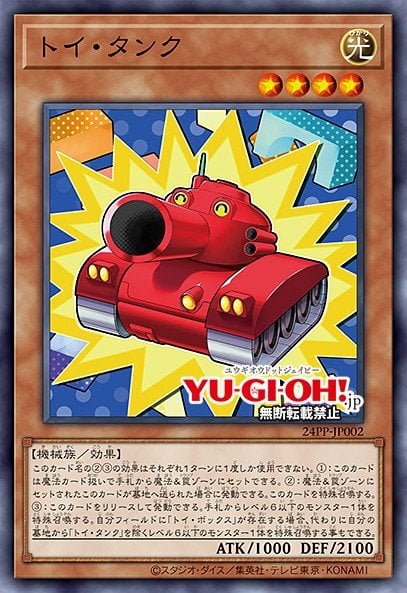 トイ・タンク
ひかり
光
ユウギオウドットジェイピー
YU-GI-OH!.jp
無断転載禁止
24PP-JP002
【機械族/効果】
このカード名の②③の効果はそれぞれ1ターンに1度しか使用できない。①:このカード
は魔法カード扱いで手札から魔法&罠ゾーンにセットできる。②:魔法&罠ゾーンに
セットされたこのカードが墓地へ送られた場合に発動できる。このカードを特殊召喚する。
③:このカードをリリースして発動できる。手札からレベル6以下のモンスター1体を
特殊召喚する。自分フィールドに「トイ・ボックス」が存在する場合、代わりに自分の
墓地から「トイ・タンク」を除くレベル6以下のモンスター1体を特殊召喚する事もできる。
ATK/1000 DEF/2100
©スタジオ・ダイス/集英社・テレビ東京・KONAMI